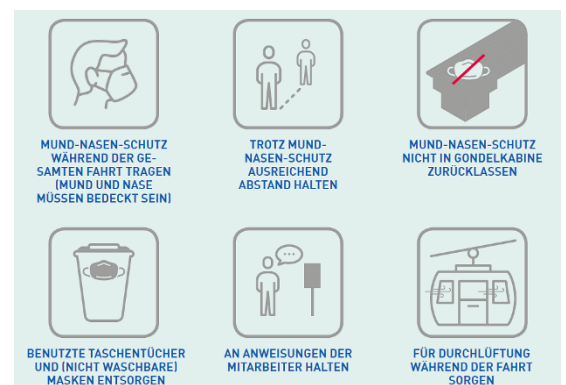 MUND-NASEN-SCHUTZ
WÄHREND DER GE-
SAMTEN FAHRT TRAGEN
(MUND UND NASE
MÜSSEN BEDECKT SEIN)
TROTZ MUND-
NASEN-SCHUTZ
AUSREICHEND
ABSTAND HALTEN
MUND-NASEN-SCHUTZ
NICHT IN GONDELKABINE
ZURÜCKLASSEN
BENUTZTE TASCHENTÜCHER
UND (NICHT WASCHBARE)
MASKEN ENTSORGEN
AN ANWEISUNGEN DER
MITARBEITER HALTEN
FÜR DURCHLÜFTUNG
WÄHREND DER FAHRT
SORGEN